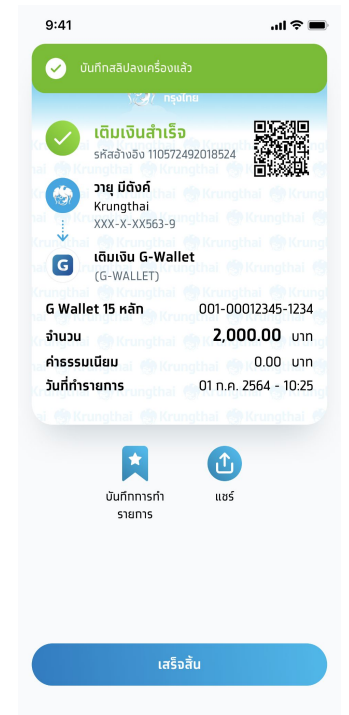 9:41
บันทึกสลิปลงเครื่องแล้ว
กรุงไทย
เติมเงินสำเร็จ
รหัสอ้างอิง 110572492018524
วายุ มีตังค์
Krungthai
XXX-X-XX563-9
G
เติมเงิน G-Wallet
(G-WALLET)
G Wallet 15 หลัก 001-00012345-1234
จำนวน 2,000.00 บาท
ค่าธรรมเนียม 0.00 บาท
วันที่ทำรายการ 01 ก.ค. 2564 - 10:25
บันทึกการทำ
รายการ
แชร์
เสร็จสิ้น